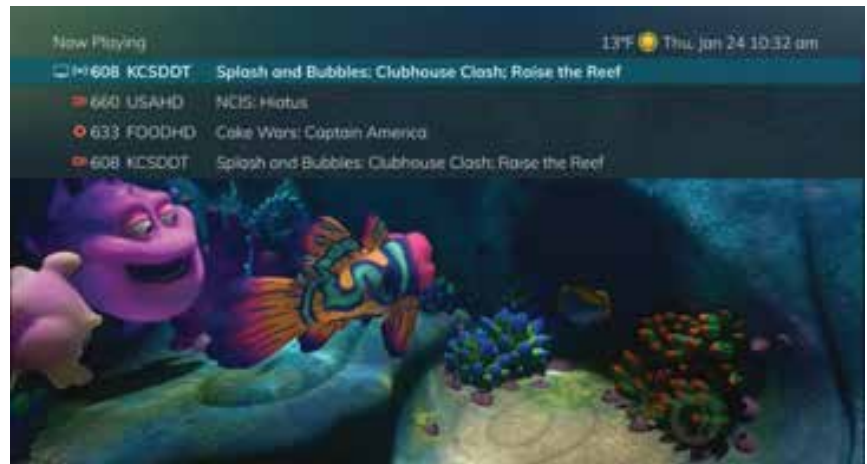 Now Playing
13°F Thu, Jan 24 10:32 am
608 KCSDOT Splash and Bubbles: Clubhouse Clash; Raise the Reef
660 USAHD NCIS: Hiatus
633 FOODHD Cake Wars: Captain America
608 KCSDOT Splash and Bubbles: Clubhouse Clash; Raise the Reef